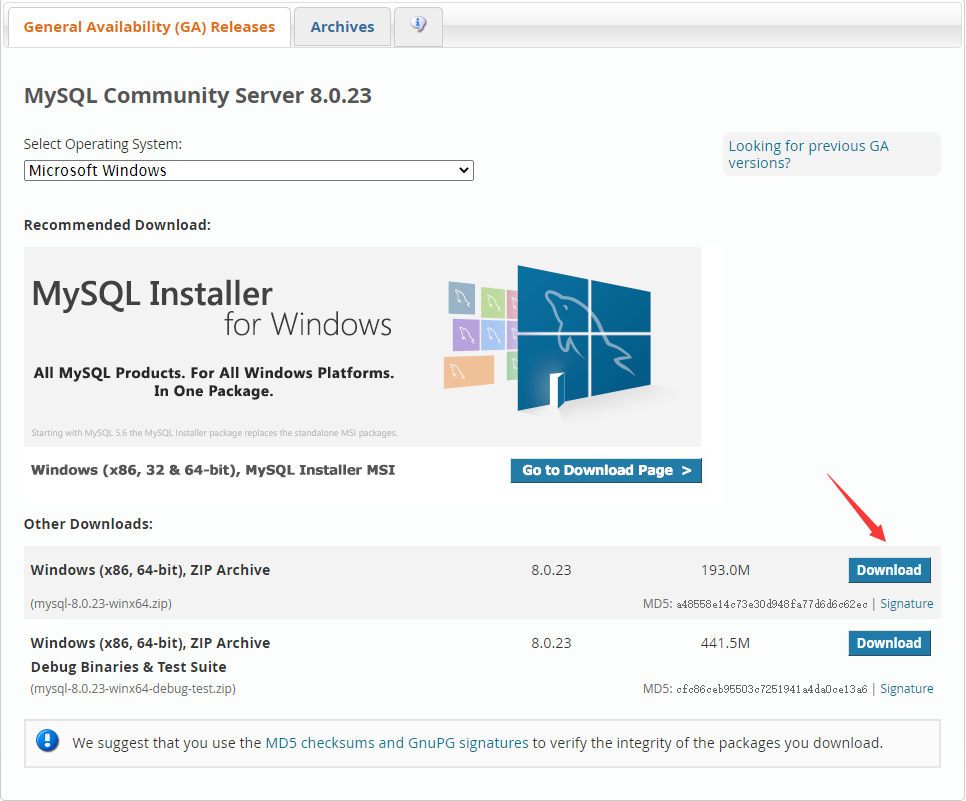 General Availability (GA) Releases
Archives
MySQL Community Server 8.0.23
Select Operating System:
Microsoft Windows
Looking for previous GA
versions?
Recommended Download:
MySQL Installer
for Windows
All MySQL Products. For All Windows Platforms.
In One Package.
Starting with MySQL 5.6 the MySQL Installer package replaces the standalone MSI packages.
Windows (x86, 32 & 64-bit), MySQL Installer MSI
Go to Download Page >
Other Downloads:
Windows (x86, 64-bit), ZIP Archive 8.0.23 193.0M Download
(mysql-8.0.23-winx64.zip) MD5: a48558e14c73e30d948fa77d6d6c62ec | Signature
Windows (x86, 64-bit), ZIP Archive 8.0.23 441.5M Download
Debug Binaries & Test Suite
(mysql-8.0.23-winx64-debug-test.zip) MD5: cfc86ceb95503c7251941a4da0ce13a6 | Signature
We suggest that you use the MD5 checksums and GnuPG signatures to verify the integrity of the packages you download.